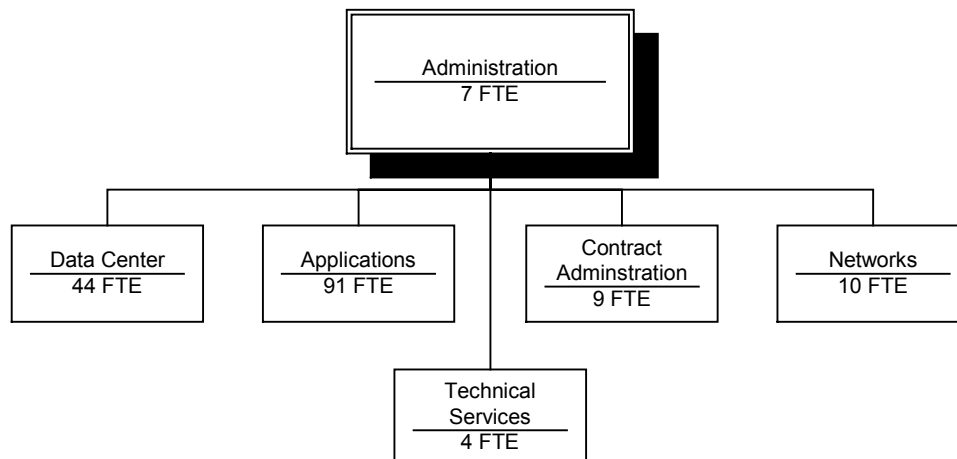 Administration
7 FTE
Data Center
44 FTE
Applications
91 FTE
Contract
Adminstration
9 FTE
Networks
10 FTE
Technical
Services
4 FTE